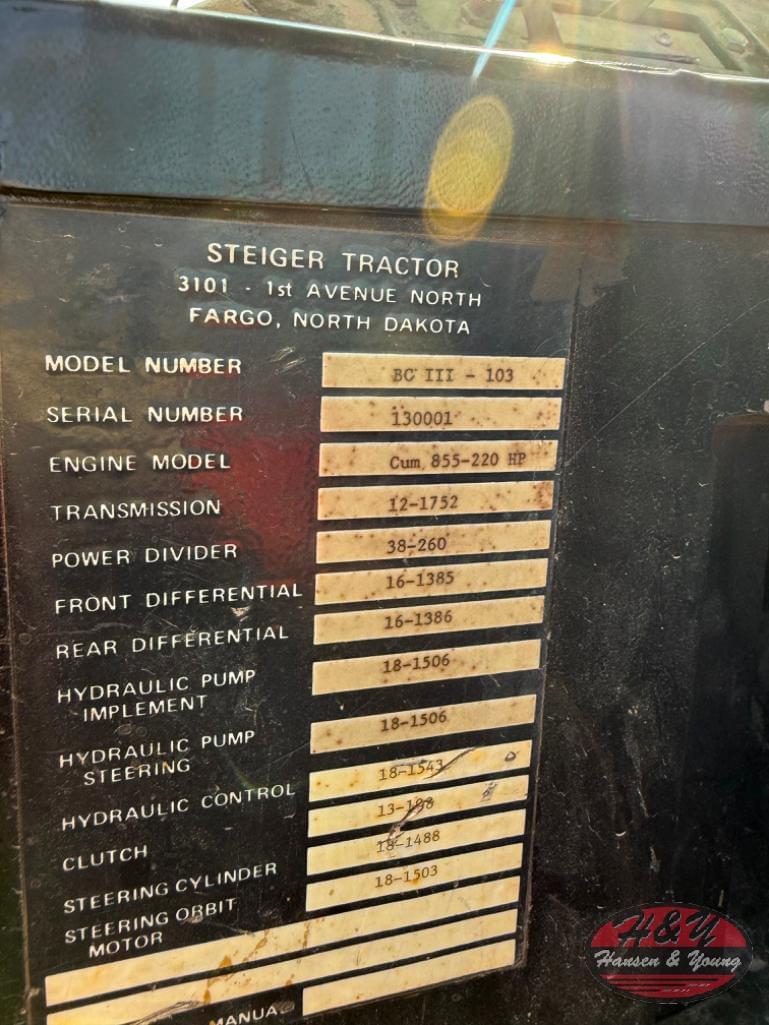 STEIGER TRACTOR
3101 - 1st AVENUE NORTH
FARGO, NORTH DAKOTA
MODEL NUMBER BC III - 103
SERIAL NUMBER 130001
ENGINE MODEL Cum 855-220 HP
TRANSMISSION 12-1752
POWER DIVIDER 38-260
FRONT DIFFERENTIAL 16-1385
REAR DIFFERENTIAL 16-1386
HYDRAULIC PUMP 18-1506
IMPLEMENT
HYDRAULIC PUMP 18-1506
STEERING
HYDRAULIC CONTROL 18-1543
CLUTCH
STEERING CYLINDER 18-1488
STEERING ORBIT 18-1503
MOTOR
H&Y
Hansen & Young